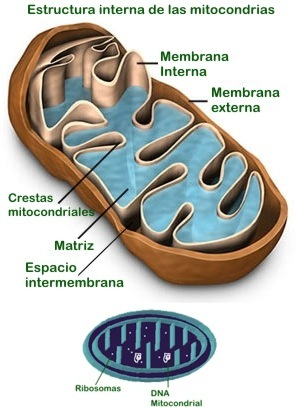 Estructura interna de las mitocondrias
Membrana
Interna
Membrana
externa
Crestas
mitocondriales
Matriz
Espacio
intermembrana
Ribosomas
DNA
Mitocondrial